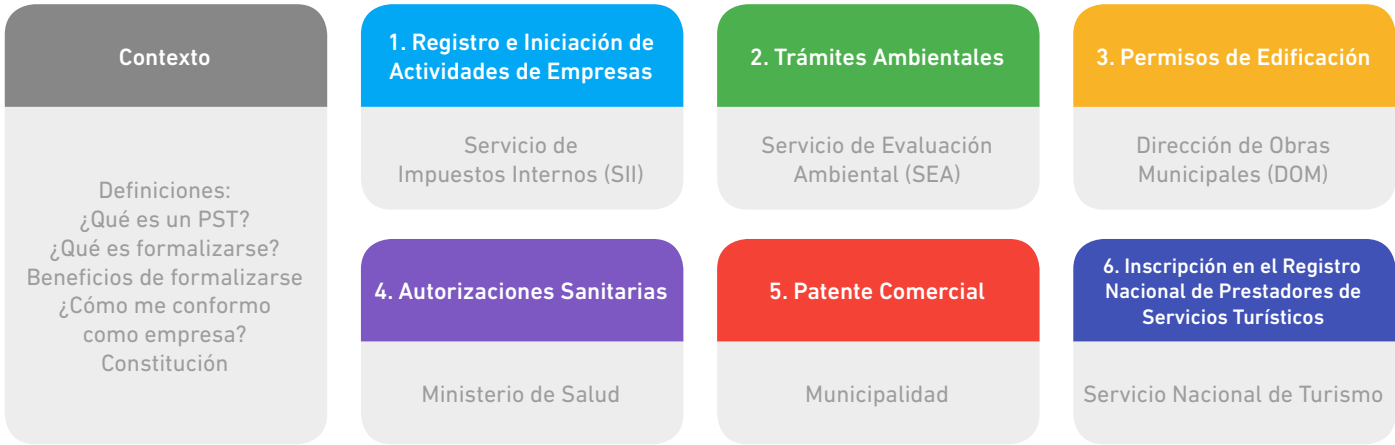 Contexto
Definiciones:
¿Qué es un PST?
¿Qué es formalizarse?
Beneficios de formalizarse
¿Cómo me conformo
como empresa?
Constitución
1. Registro e Iniciación de
Actividades de Empresas
Servicio de
Impuestos Internos (SII)
2. Trámites Ambientales
Servicio de Evaluación
Ambiental (SEA)
3. Permisos de Edificación
Dirección de Obras
Municipales (DOM)
4. Autorizaciones Sanitarias
Ministerio de Salud
5. Patente Comercial
Municipalidad
6. Inscripción en el Registro
Nacional de Prestadores de
Servicios Turísticos
Servicio Nacional de Turismo